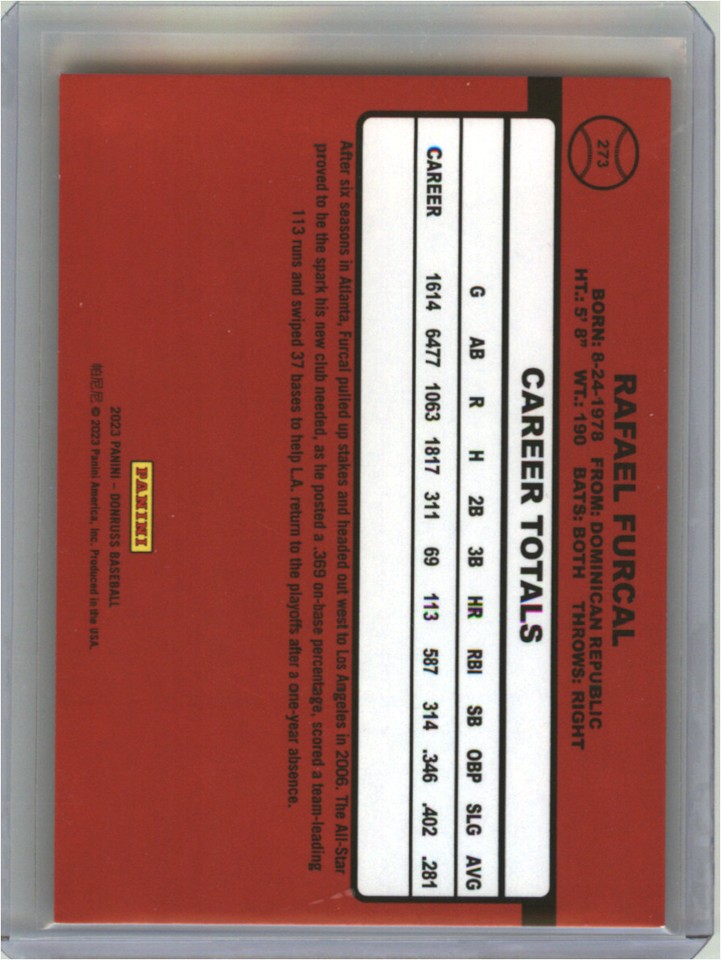 273
RAFAEL FURCAL
BORN: 8-24-1978 FROM: DOMINICAN REPUBLIC
HT.: 5' 8" WT.: 190 BATS: BOTH THROWS: RIGHT
CAREER TOTALS
G AB R H 2B 3B HR RBI SB OBP SLG AVG
CAREER 1614 6477 1063 1817 311 69 113 587 314 .346 .402 .281
After six seasons in Atlanta, Furcal pulled up stakes and headed out west to Los Angeles in 2006. The All-Star
proved to be the spark his new club needed, as he posted a .369 on-base percentage, scored a team-leading
113 runs and swiped 37 bases to help L.A. return to the playoffs after a one-year absence.
PANINI
2023 PANINI – DONRUSS BASEBALL
帕尼尼 © 2023 Panini America, Inc. Produced in the USA.